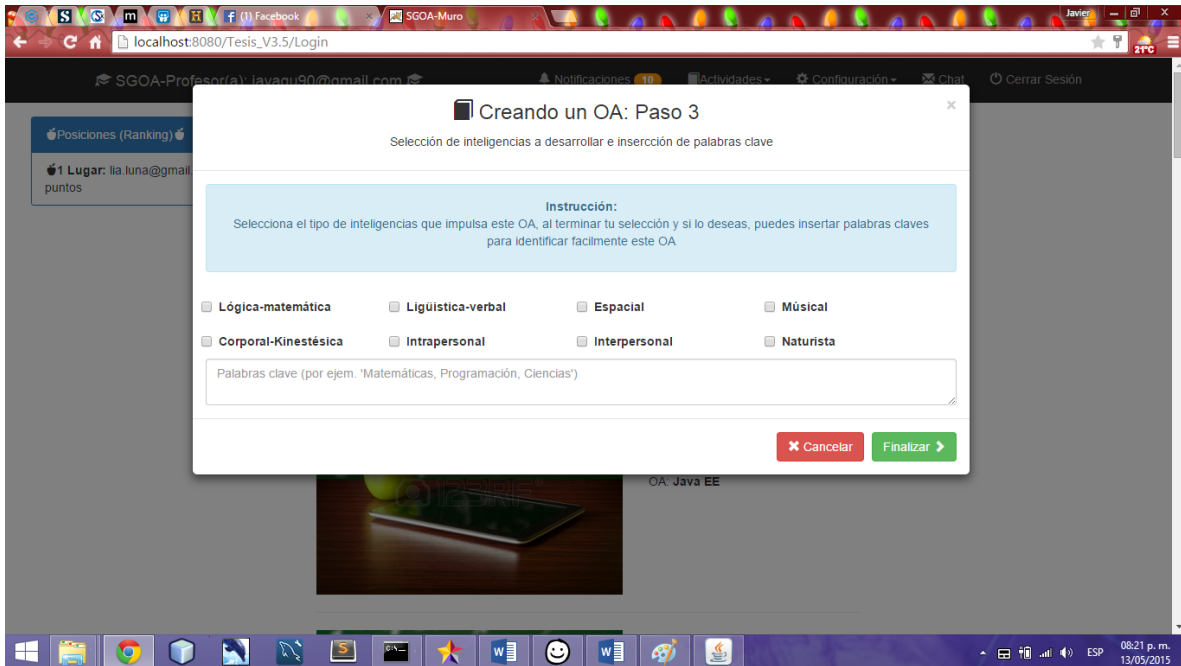 (1) Facebook
SGOA-Muro
Javier
localhost:8080/Tesis_V3.5/Login
21°C
SGOA-Profesor(a): javagu90@gmail.com
Notificaciones 10
Actividades
Configuración
Chat
Cerrar Sesión
Posiciones (Ranking)
1 Lugar: lia.luna@gmail.
puntos
Creando un OA: Paso 3
×
Selección de inteligencias a desarrollar e insercción de palabras clave
Instrucción:
Selecciona el tipo de inteligencias que impulsa este OA, al terminar tu selección y si lo deseas, puedes insertar palabras claves
para identificar facilmente este OA
Lógica-matemática
Ligüistica-verbal
Espacial
Músical
Corporal-Kinestésica
Intrapersonal
Interpersonal
Naturista
Palabras clave (por ejem. 'Matemáticas, Programación, Ciencias')
Cancelar
Finalizar
OA: Java EE
123RF
ESP
08:21 p. m.
13/05/2015